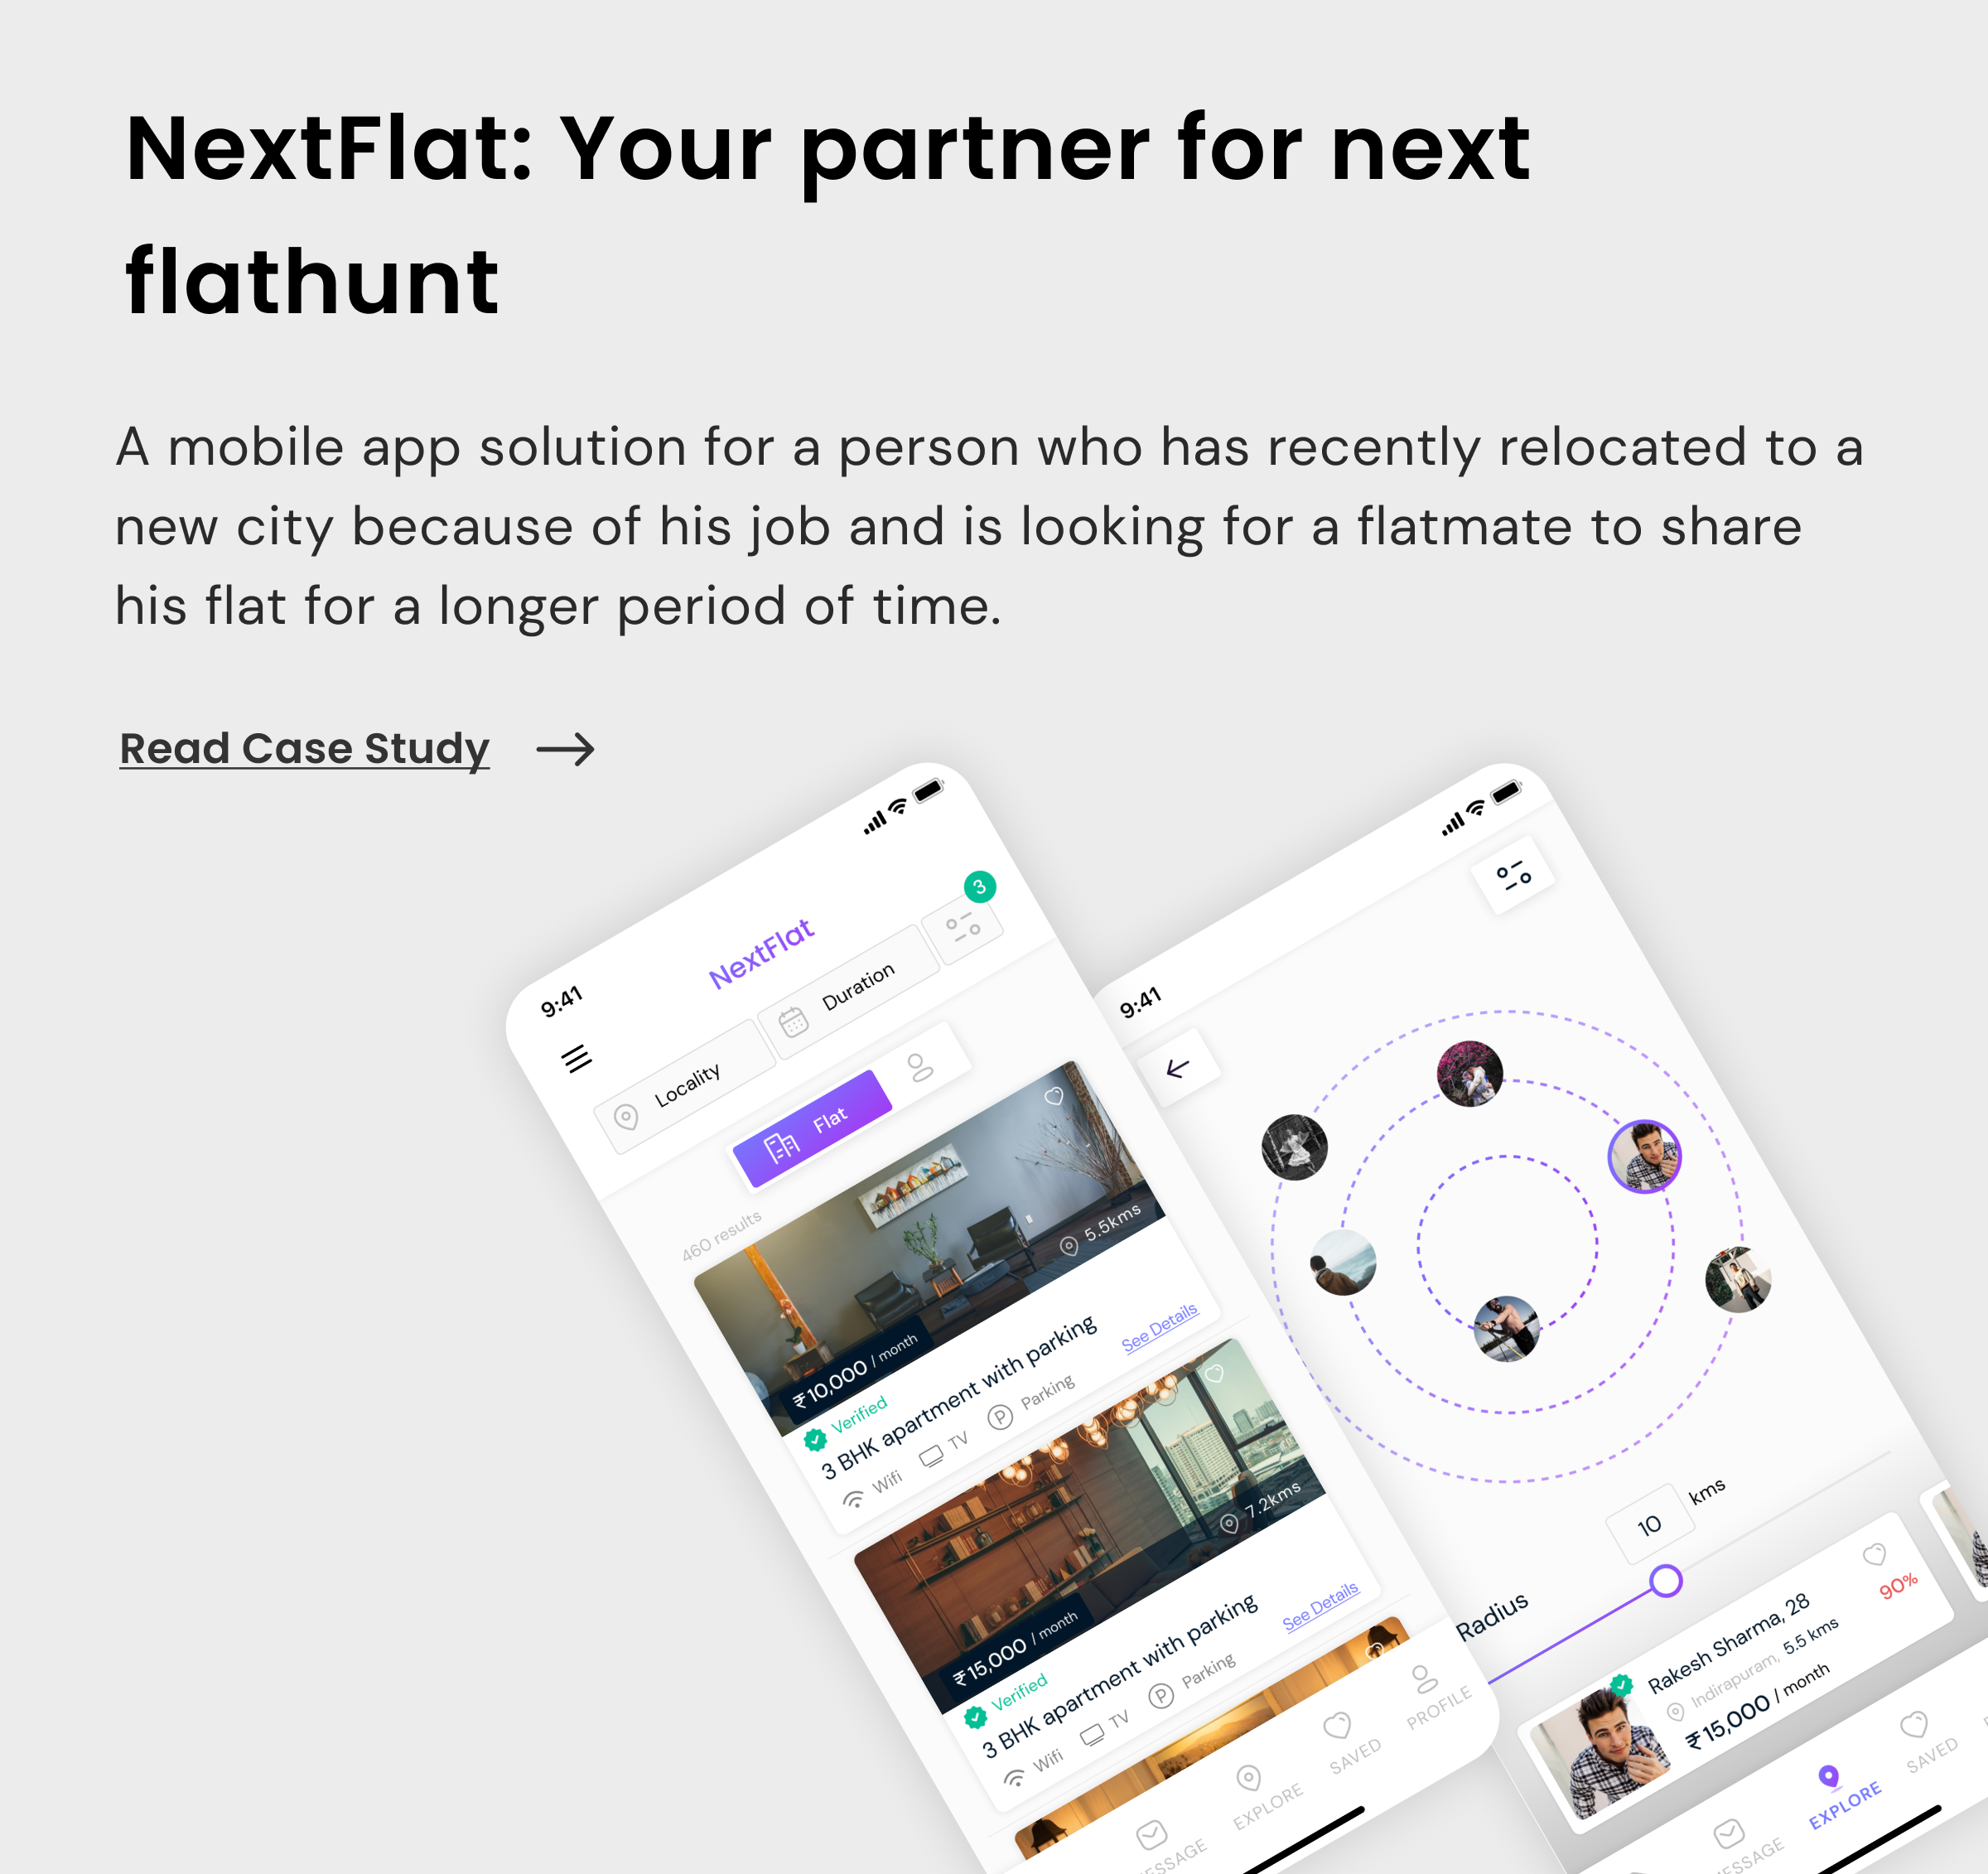 NextFlat: Your partner for next
flathunt
A mobile app solution for a person who has recently relocated to a
new city because of his job and is looking for a flatmate to share
his flat for a longer period of time.
Read Case Study
9:41
NextFlat
Locality
Duration
3
Flat
460 results
5.5kms
₹10,000 / month
Verified
3 BHK apartment with parking
See Details
Wifi
TV
Parking
7.2kms
₹15,000 / month
Verified
3 BHK apartment with parking
See Details
Wifi
TV
Parking
ESSAGE
EXPLORE
SAVED
PROFILE
9:41
10
kms
Radius
Rakesh Sharma, 28
90%
Indirapuram, 5.5 kms
₹15,000 / month
ESSAGE
EXPLORE
SAVED